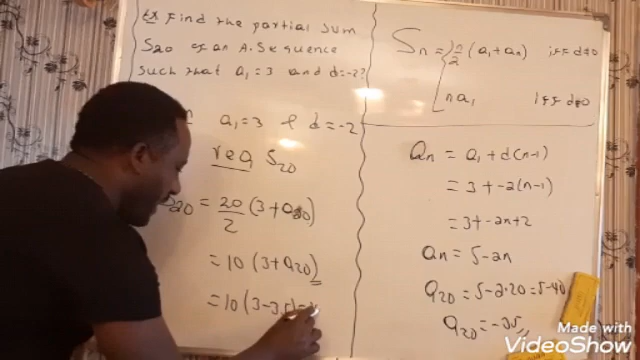 Ex Find the partial sum
S20 of an A. Sequence
such that a1 = 3 and d = -2?
a1 = 3 & d = -2
req S20
= 20/2 (3 + a20)
= 10 (3 + a20)
= 10 (3 - 35) =
Sn = n/2 (a1 + an) iff d≠0
na1 iff d=0
an = a1 + d(n-1)
= 3 + -2(n-1)
= 3 + -2n + 2
an = 5 - 2n
a20 = 5 - 2·20 = 5 - 40
a20 = -35
Made with
VideoShow